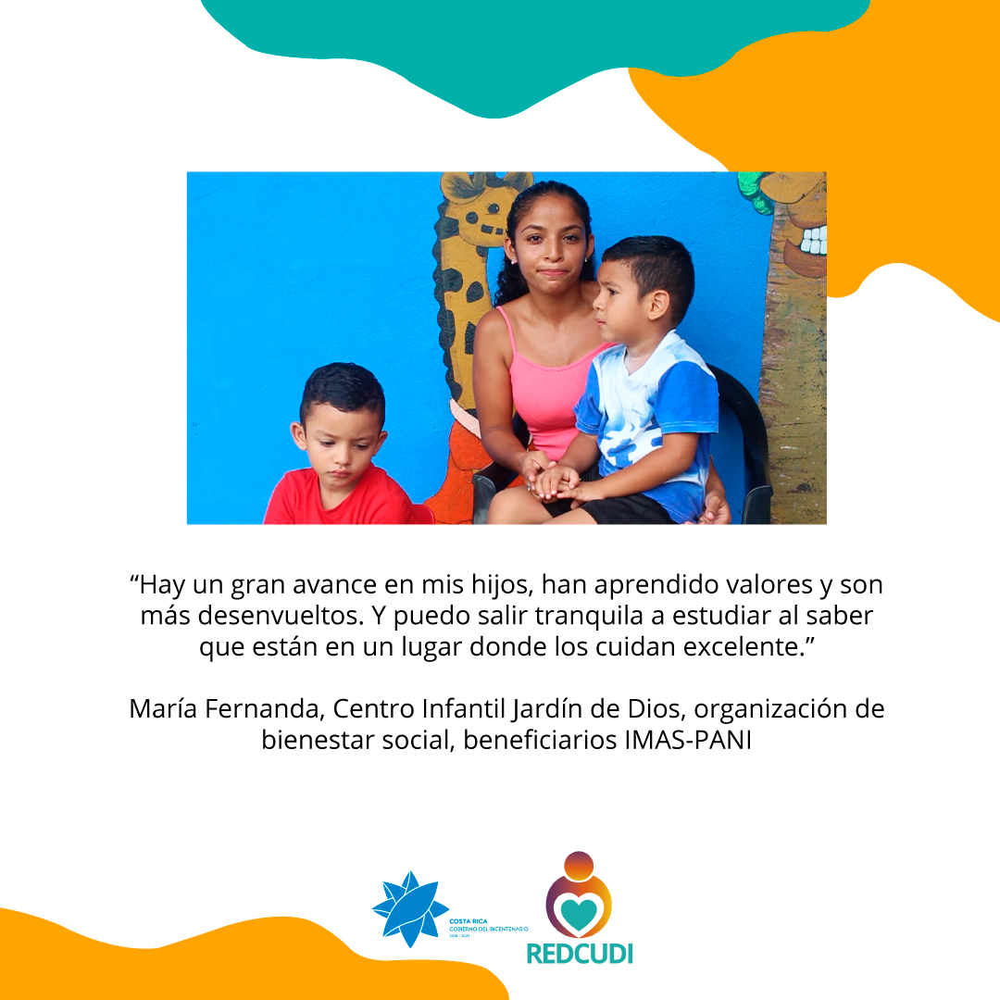 “Hay un gran avance en mis hijos, han aprendido valores y son
más desenvueltos. Y puedo salir tranquila a estudiar al saber
que están en un lugar donde los cuidan excelente.”
María Fernanda, Centro Infantil Jardín de Dios, organización de
bienestar social, beneficiarios IMAS-PANI
COSTA RICA
GOBIERNO DEL BICENTENARIO
2018 - 2022
REDCUDI